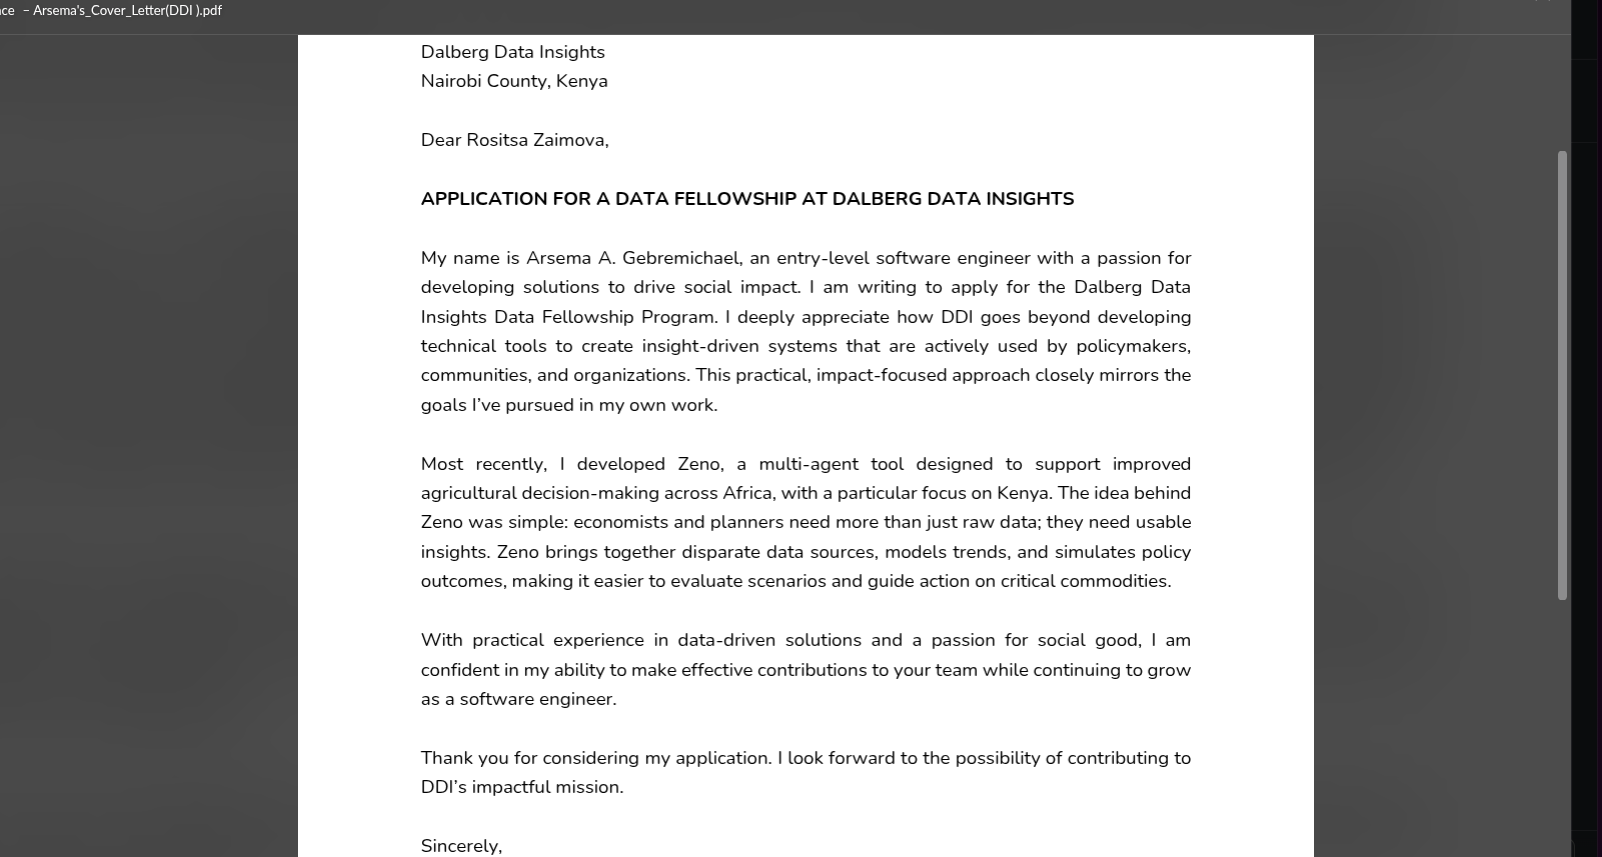 ce – Arsema's_Cover_Letter(DDI ).pdf
Dalberg Data Insights
Nairobi County, Kenya
Dear Rositsa Zaimova,
APPLICATION FOR A DATA FELLOWSHIP AT DALBERG DATA INSIGHTS
My name is Arsema A. Gebremichael, an entry-level software engineer with a passion for
developing solutions to drive social impact. I am writing to apply for the Dalberg Data
Insights Data Fellowship Program. I deeply appreciate how DDI goes beyond developing
technical tools to create insight-driven systems that are actively used by policymakers,
communities, and organizations. This practical, impact-focused approach closely mirrors the
goals I’ve pursued in my own work.
Most recently, I developed Zeno, a multi-agent tool designed to support improved
agricultural decision-making across Africa, with a particular focus on Kenya. The idea behind
Zeno was simple: economists and planners need more than just raw data; they need usable
insights. Zeno brings together disparate data sources, models trends, and simulates policy
outcomes, making it easier to evaluate scenarios and guide action on critical commodities.
With practical experience in data-driven solutions and a passion for social good, I am
confident in my ability to make effective contributions to your team while continuing to grow
as a software engineer.
Thank you for considering my application. I look forward to the possibility of contributing to
DDI’s impactful mission.
Sincerely,